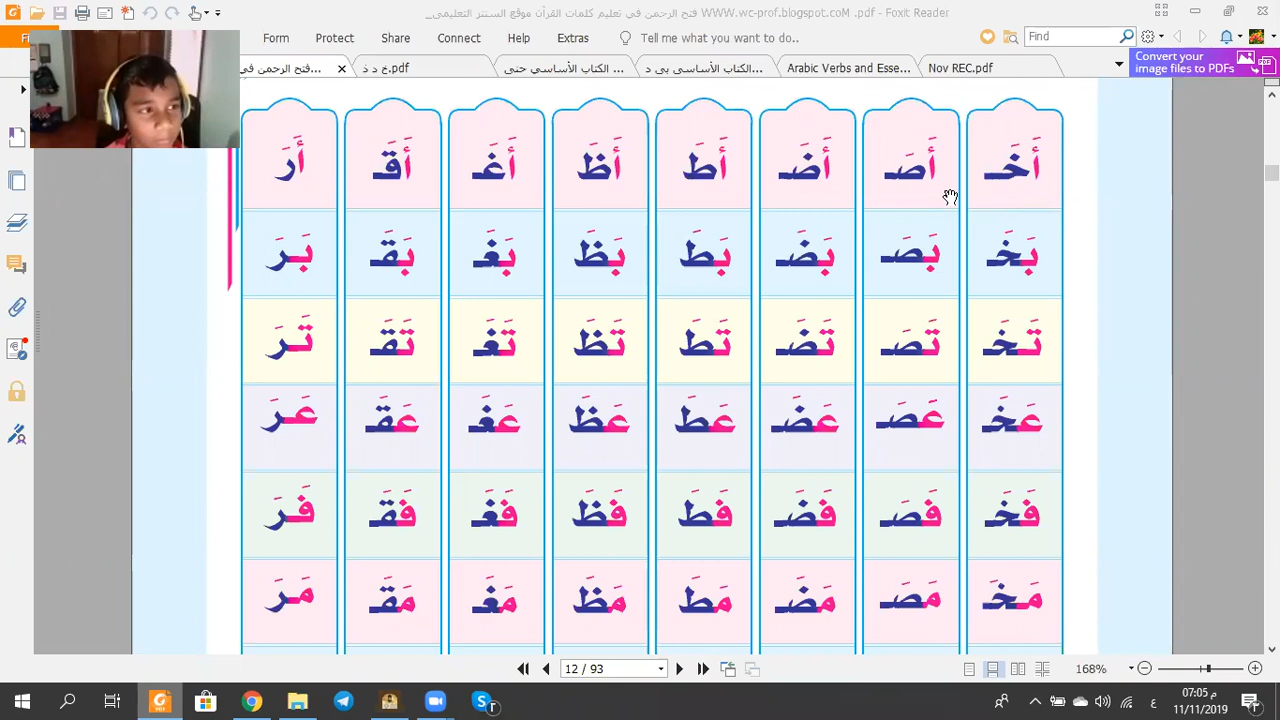 فتح الرحمن في تعليم كلمات القرآن موقع السنتر التعليمى_ WWW.wc-prof.blogspot.coM .pdf - Foxit Reader
Form Protect Share Connect Help Extras Tell me what you want to do.. Find
فتح الرحمن في... خ د ذ.pdf الكتاب الأساسي حتى ... الكتاب الأساسى بى د... Arabic Verbs and Esse... Nov REC.pdf
Convert your image files to PDFs
أَخَـ أَصَـ أَضَـ أَطَ أَظَ أَغَـ أَقَـ أَرَ
بَخَـ بَصَـ بَضَـ بَطَـ بَظَـ بَغَـ بَقَـ بَرَ
تَخَـ تَصَـ تَضَـ تَطَـ تَظَـ تَغَـ تَقَـ تَرَ
عَخَـ عَصَـ عَضَـ عَطَـ عَظَـ عَغَـ عَقَـ عَرَ
فَخَـ فَصَـ فَضَـ فَطَـ فَظَـ فَغَـ فَقَـ فَرَ
مَخَـ مَصَـ مَضَـ مَطَـ مَظَـ مَغَـ مَقَـ مَرَ
12 / 93 168%
07:05 م
ع
11/11/2019